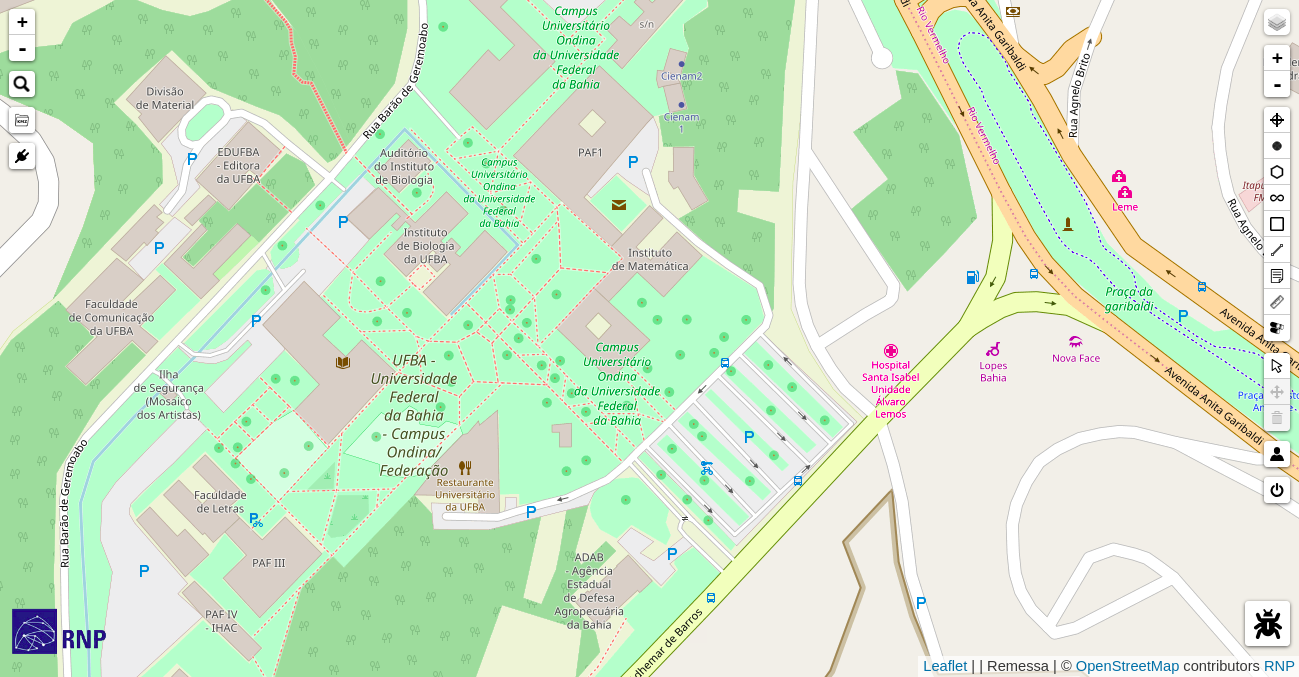 Campus
Universitário
Ondina
da Universidade
Federal
da Bahia
s/n
Rio Vermelho
Avenida Anita Garibaldi
Cienam2
Cienam
1
Rua Agnelo Brito
Divisão
de Material
Rua Barão de Geremoabo
EDUFBA
- Editora
da UFBA
P
Auditório
do Instituto
de Biologia
Campus
Universitário
Ondina
da Universidade
Federal
da Bahia
PAF1
P
Rio Vermelho
Leme
Rua Agnelo
P
P
Instituto
de Biologia
da UFBA
Instituto
de Matemática
Praça da
garibaldi
P
Faculdade
de Comunicação
da UFBA
P
UFBA -
Universidade
Federal
da Bahia
- Campus
Ondina/
Federação
Campus
Universitário
Ondina
da Universidade
Federal
da Bahia
Hospital
Santa Isabel
Unidade
Álvaro
Lemos
Lopes
Bahia
Nova Face
Avenida Anita Garibaldi
Ilha
de Segurança
(Mosaico
dos Artistas)
P
Rua Barão de Geremoabo
Faculdade
de Letras
P
Restaurante
Universitário
da UFBA
P
PAF III
P
P
ADAB
- Agência
Estadual
de Defesa
Agropecuária
da Bahia
PAF IV
- IHAC
P
dhemar de Barros
RNP
Leaflet | | Remessa | © OpenStreetMap contributors RNP